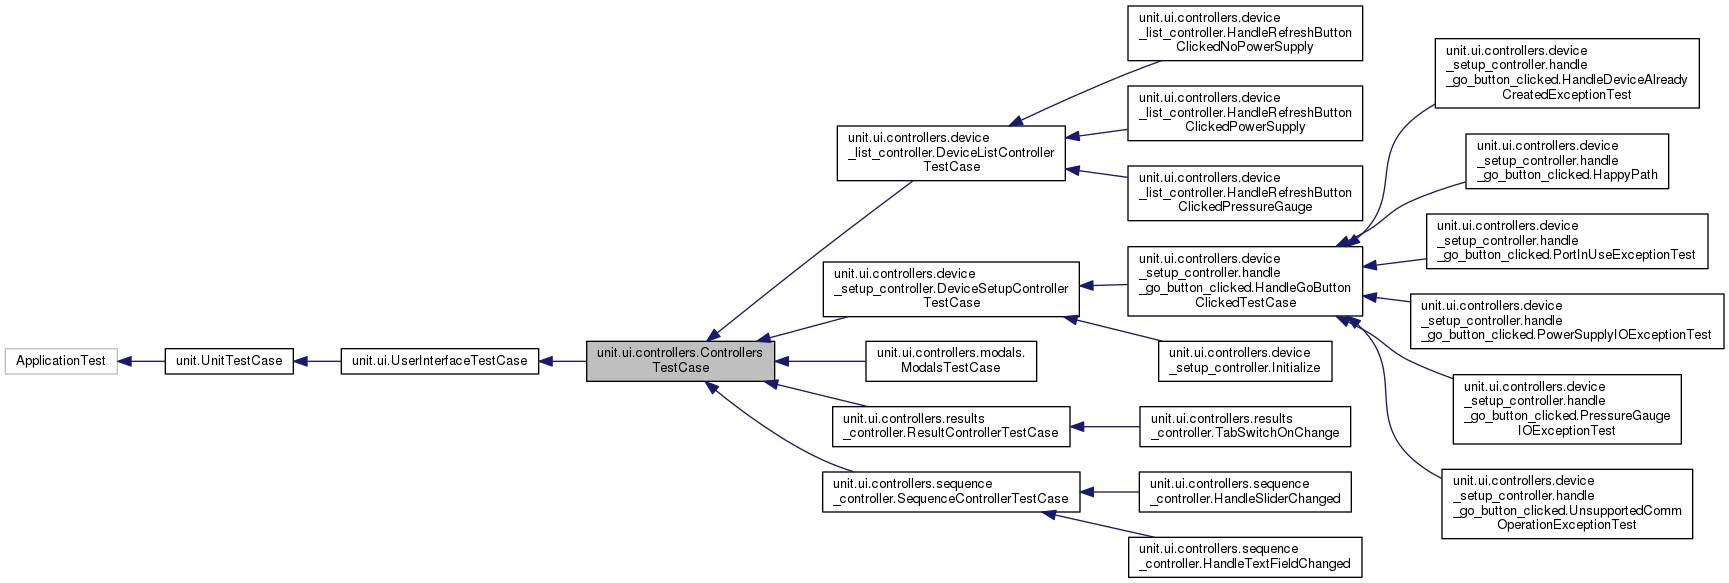 ApplicationTest
unit.UnitTestCase
unit.ui.UserInterfaceTestCase
unit.ui.controllers.Controllers
TestCase
unit.ui.controllers.device
_list_controller.DeviceListController
TestCase
unit.ui.controllers.device
_setup_controller.DeviceSetupController
TestCase
unit.ui.controllers.modals.
ModalsTestCase
unit.ui.controllers.results
_controller.ResultControllerTestCase
unit.ui.controllers.sequence
_controller.SequenceControllerTestCase
unit.ui.controllers.device
_list_controller.HandleRefreshButton
ClickedNoPowerSupply
unit.ui.controllers.device
_list_controller.HandleRefreshButton
ClickedPowerSupply
unit.ui.controllers.device
_list_controller.HandleRefreshButton
ClickedPressureGauge
unit.ui.controllers.device
_setup_controller.handle
_go_button_clicked.HandleGoButton
ClickedTestCase
unit.ui.controllers.device
_setup_controller.Initialize
unit.ui.controllers.results
_controller.TabSwitchOnChange
unit.ui.controllers.sequence
_controller.HandleSliderChanged
unit.ui.controllers.sequence
_controller.HandleTextFieldChanged
unit.ui.controllers.device
_setup_controller.handle
_go_button_clicked.HandleDeviceAlready
CreatedExceptionTest
unit.ui.controllers.device
_setup_controller.handle
_go_button_clicked.HappyPath
unit.ui.controllers.device
_setup_controller.handle
_go_button_clicked.PortInUseExceptionTest
unit.ui.controllers.device
_setup_controller.handle
_go_button_clicked.PowerSupplyIOExceptionTest
unit.ui.controllers.device
_setup_controller.handle
_go_button_clicked.PressureGauge
IOExceptionTest
unit.ui.controllers.device
_setup_controller.handle
_go_button_clicked.UnsupportedComm
OperationExceptionTest